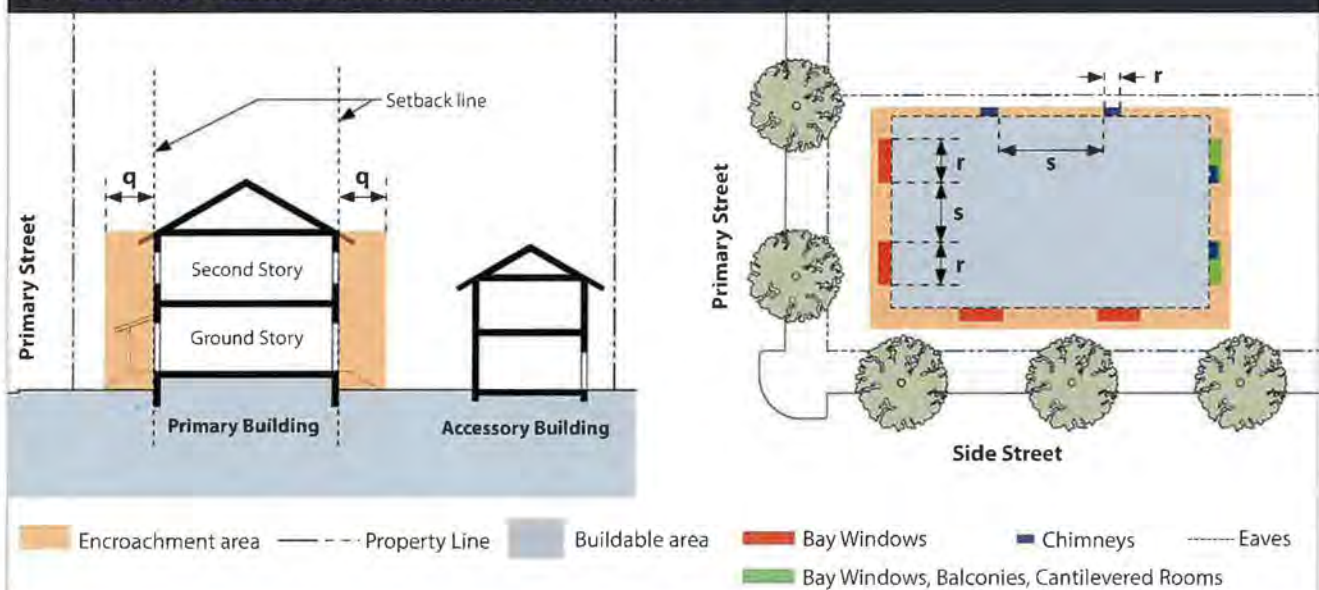 Setback line
q
q
Primary Street
Second Story
Ground Story
Primary Building
Accessory Building
r
s
r
s
r
Primary Street
Side Street
Encroachment area
Property Line
Buildable area
Bay Windows
Chimneys
Eaves
Bay Windows, Balconies, Cantilevered Rooms